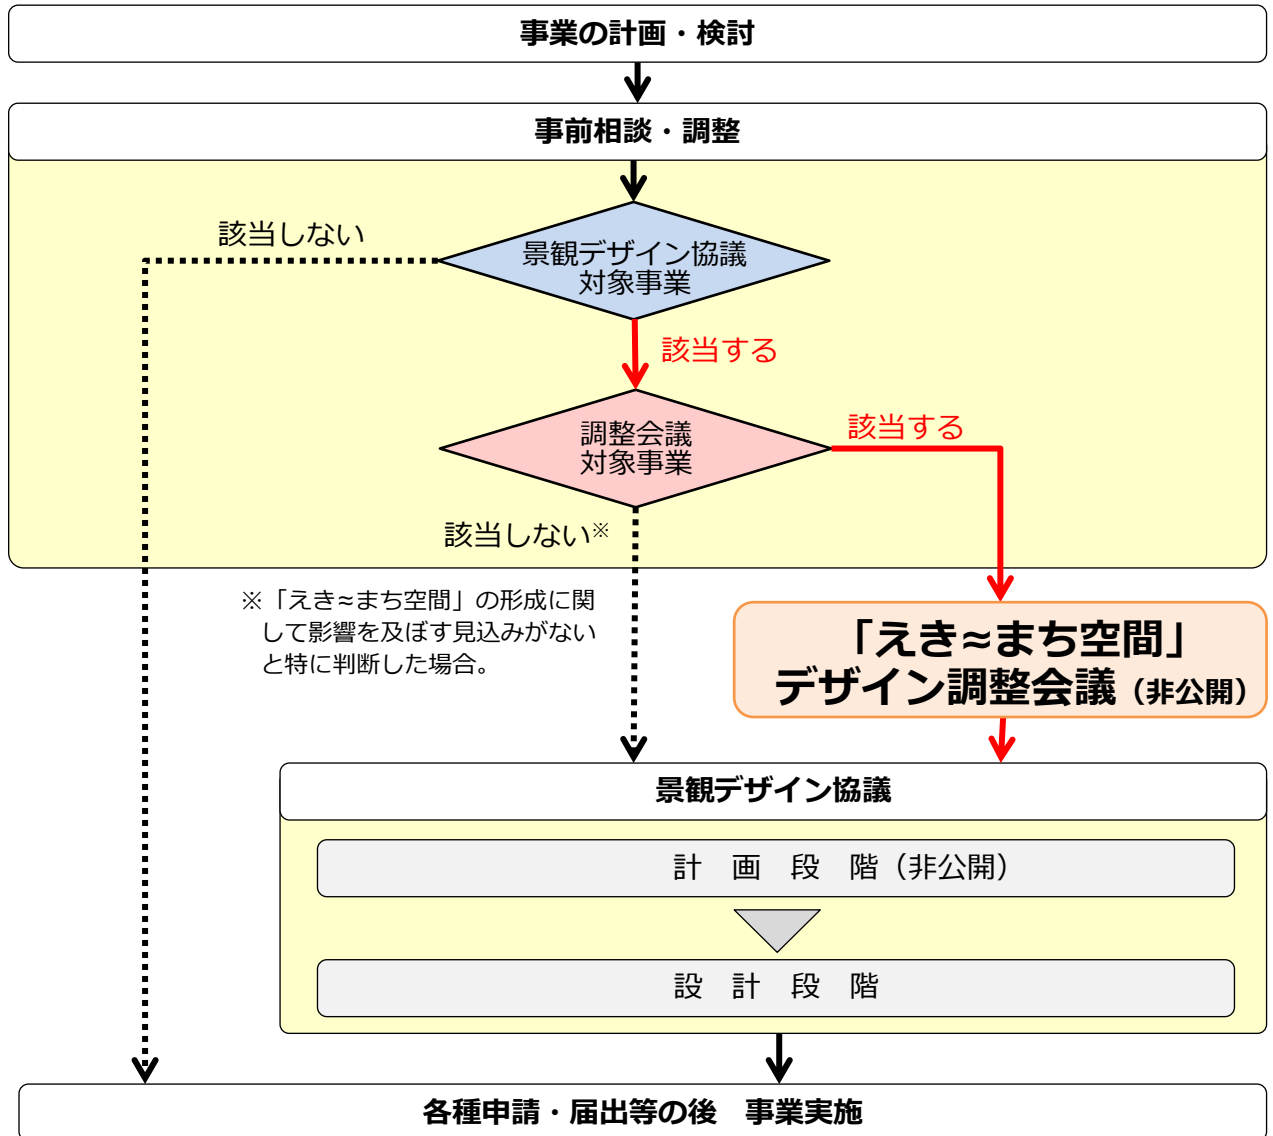 事業の計画・検討
事前相談・調整
該当しない
景観デザイン協議
対象事業
該当する
調整会議
対象事業
該当する
該当しない※
※「えき≈まち空間」の形成に関
して影響を及ぼす見込みがない
と特に判断した場合。
「えき≈まち空間」
デザイン調整会議（非公開）
景観デザイン協議
計　画　段　階（非公開）
設　計　段　階
各種申請・届出等の後　事業実施